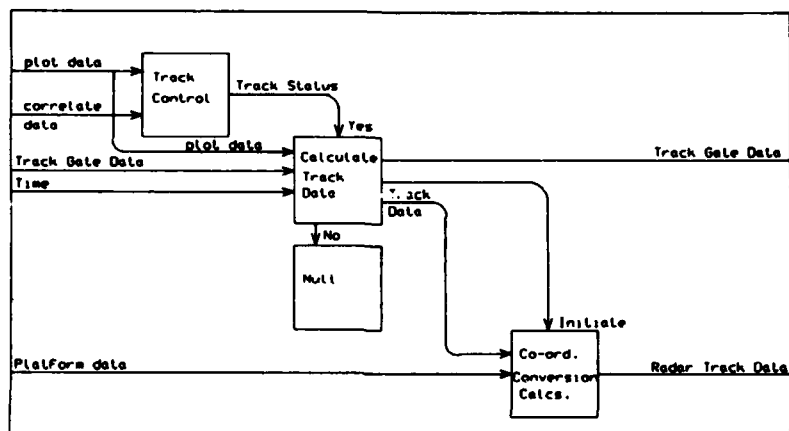 plot data
Track
Control
Track Status
correlate
data
Yes
plot data
Calculate
Track
Data
Track Gate Data
Track Gate Data
Time
Track
Data
No
Null
Initiate
Co-ord.
Conversion
Calcs.
Platform data
Radar Track Data